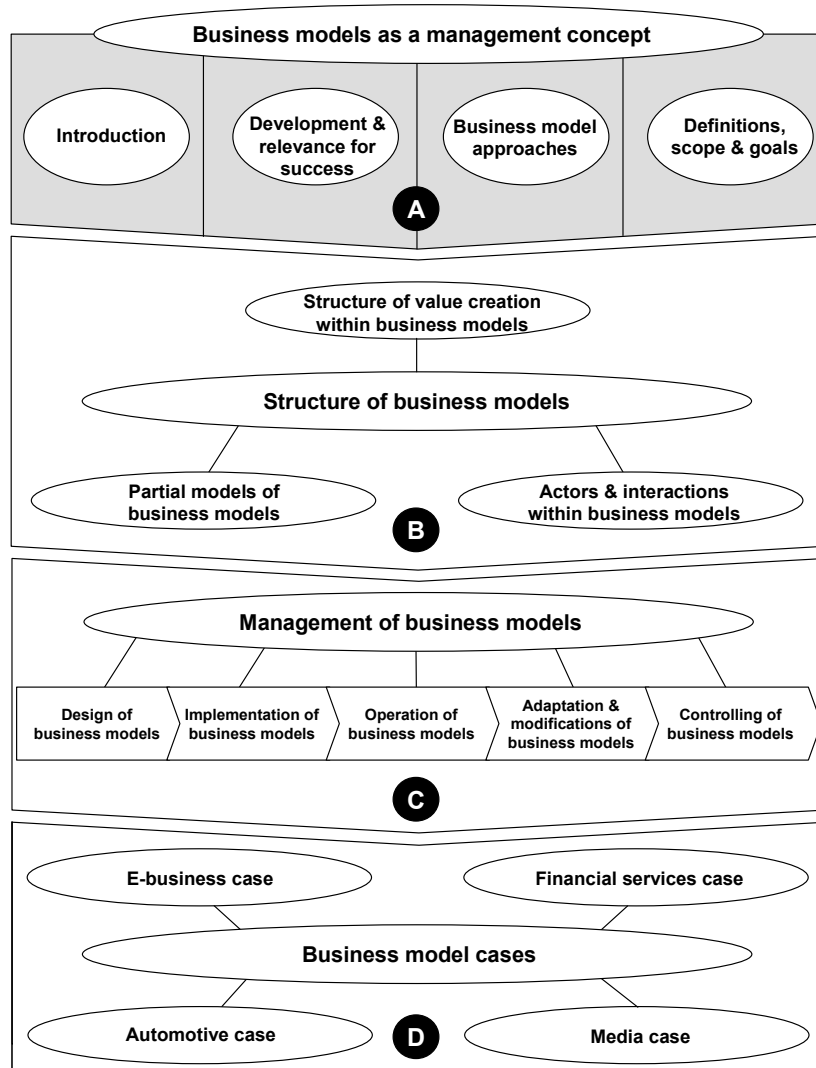 Business models as a management concept
Introduction
Development &
relevance for
success
Business model
approaches
Definitions,
scope & goals
A
Structure of value creation
within business models
Structure of business models
Partial models of
business models
Actors & interactions
within business models
B
Management of business models
Design of
business models
Implementation of
business models
Operation of
business models
Adaptation &
modifications of
business models
Controlling of
business models
C
E-business case
Financial services case
Business model cases
Automotive case
Media case
D